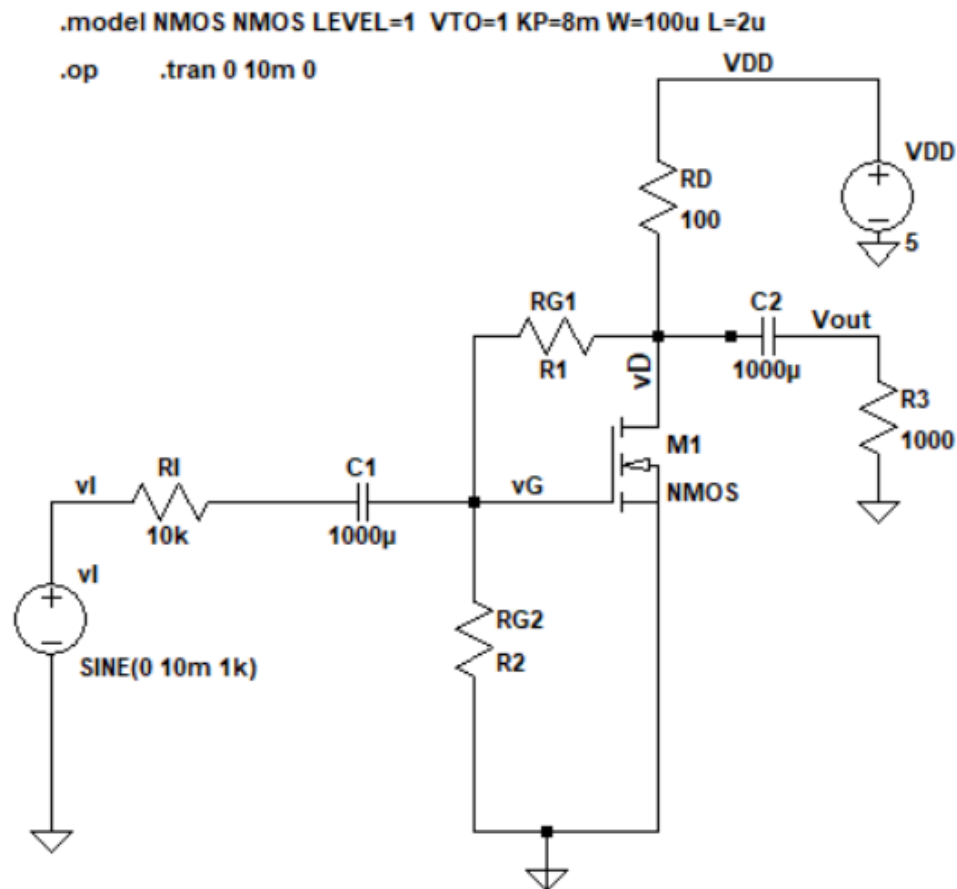 .model NMOS NMOS LEVEL=1 VTO=1 KP=8m W=100u L=2u
.op .tran 0 10m 0
VDD
VDD
RD
100
5
RG1
C2
Vout
R1
vD
1000µ
R3
1000
M1
RI
C1
vI
vG
NMOS
10k
1000µ
vI
RG2
R2
SINE(0 10m 1k)